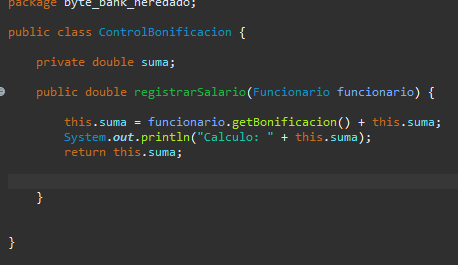 package byte_bank_heredado;
public class ControlBonificacion {
private double suma;
public double registrarSalario(Funcionario funcionario) {
this.suma = funcionario.getBonificacion() + this.suma;
System.out.println("Calculo: " + this.suma);
return this.suma;
}
}